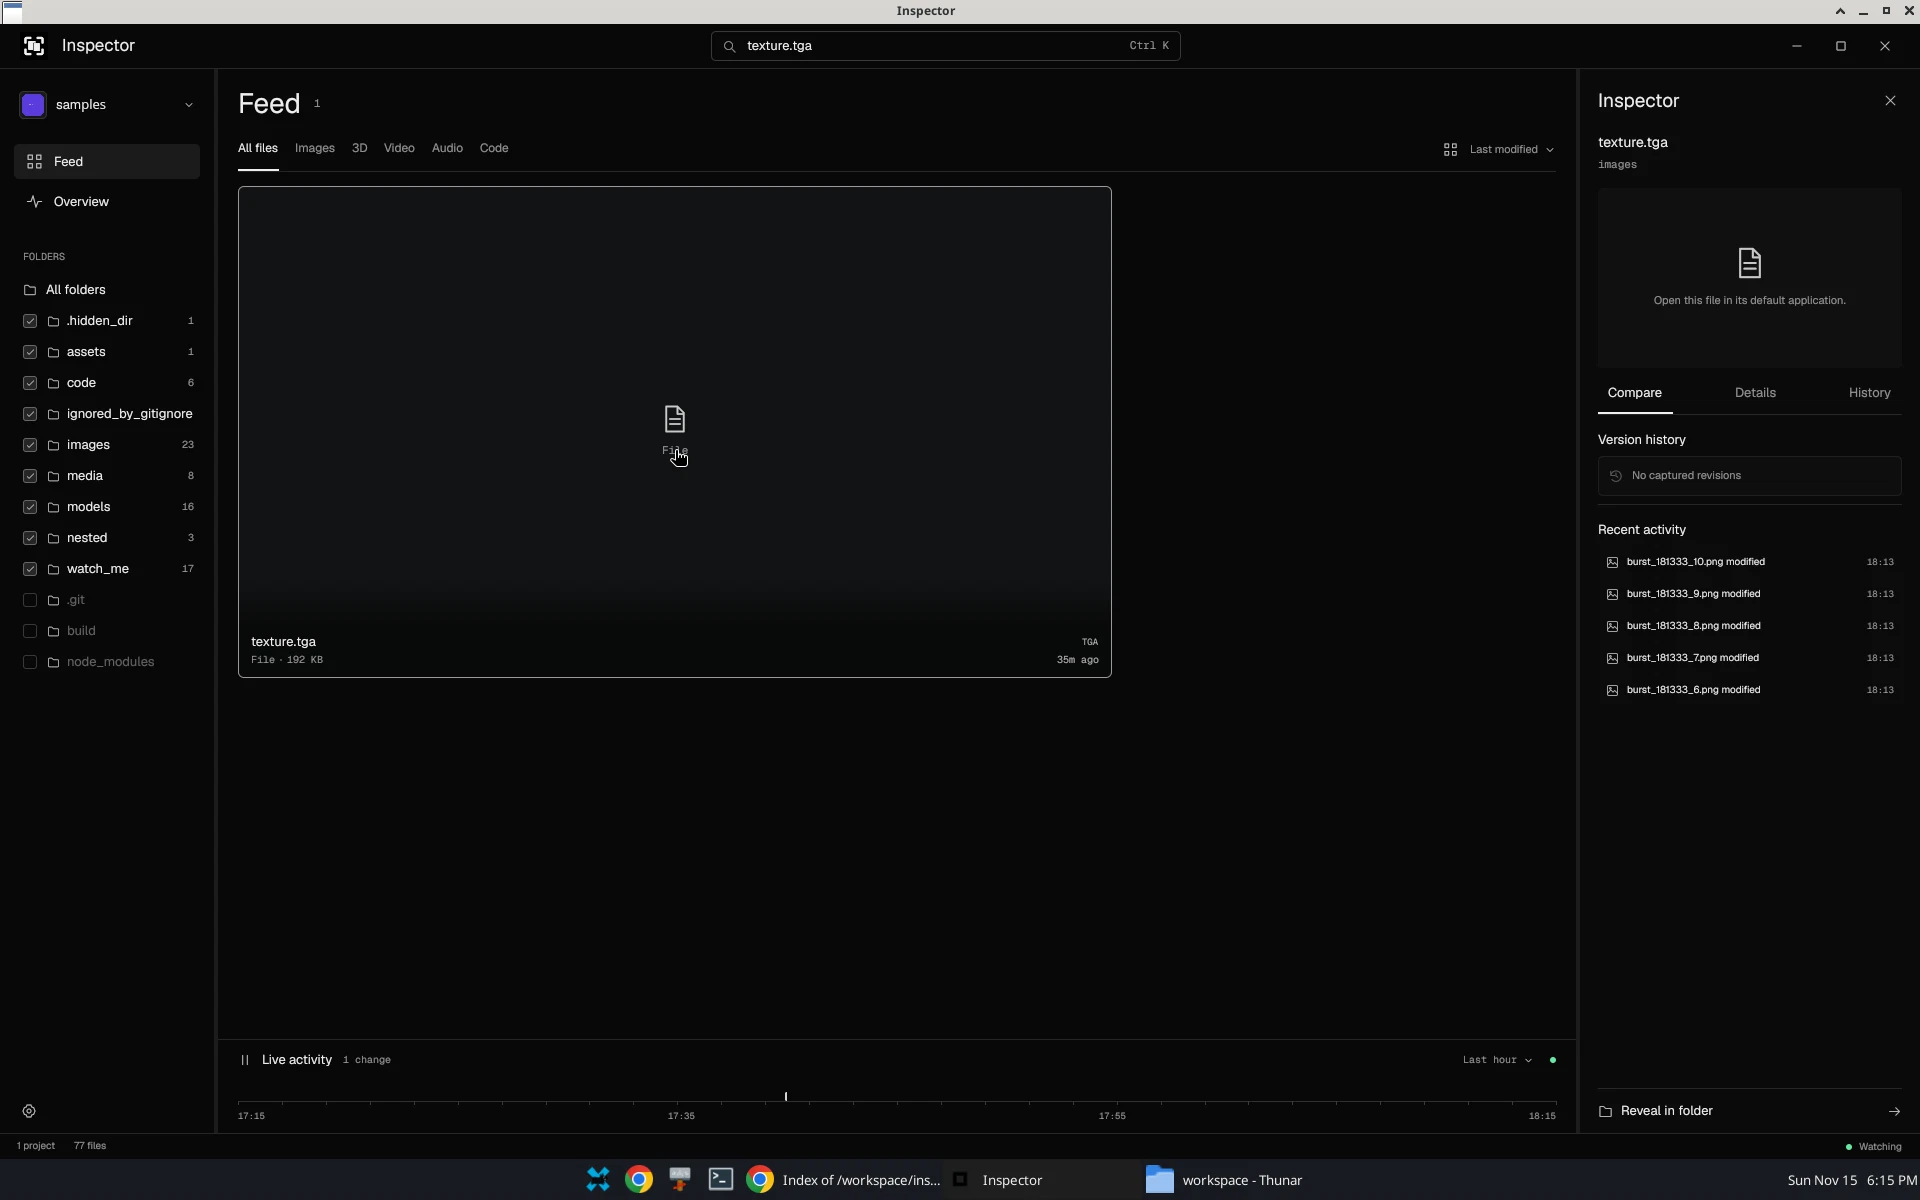 Inspector
Inspector
texture.tga
Ctrl K
samples
Feed
Overview
FOLDERS
All folders
.hidden_dir 1
assets 1
code 6
ignored_by_gitignore
images 23
media 8
models 16
nested 3
watch_me 17
.git
build
node_modules
Feed 1
All files Images 3D Video Audio Code
Last modified
File
texture.tga TGA
File · 192 KB 35m ago
Live activity 1 change Last hour
17:15 17:35 17:55 18:15
Inspector
texture.tga
images
Open this file in its default application.
Compare Details History
Version history
No captured revisions
Recent activity
burst_181333_10.png modified 18:13
burst_181333_9.png modified 18:13
burst_181333_8.png modified 18:13
burst_181333_7.png modified 18:13
burst_181333_6.png modified 18:13
Reveal in folder
1 project 77 files
Watching
Index of /workspace/ins...
Inspector
workspace - Thunar
Sun Nov 15 6:15 PM